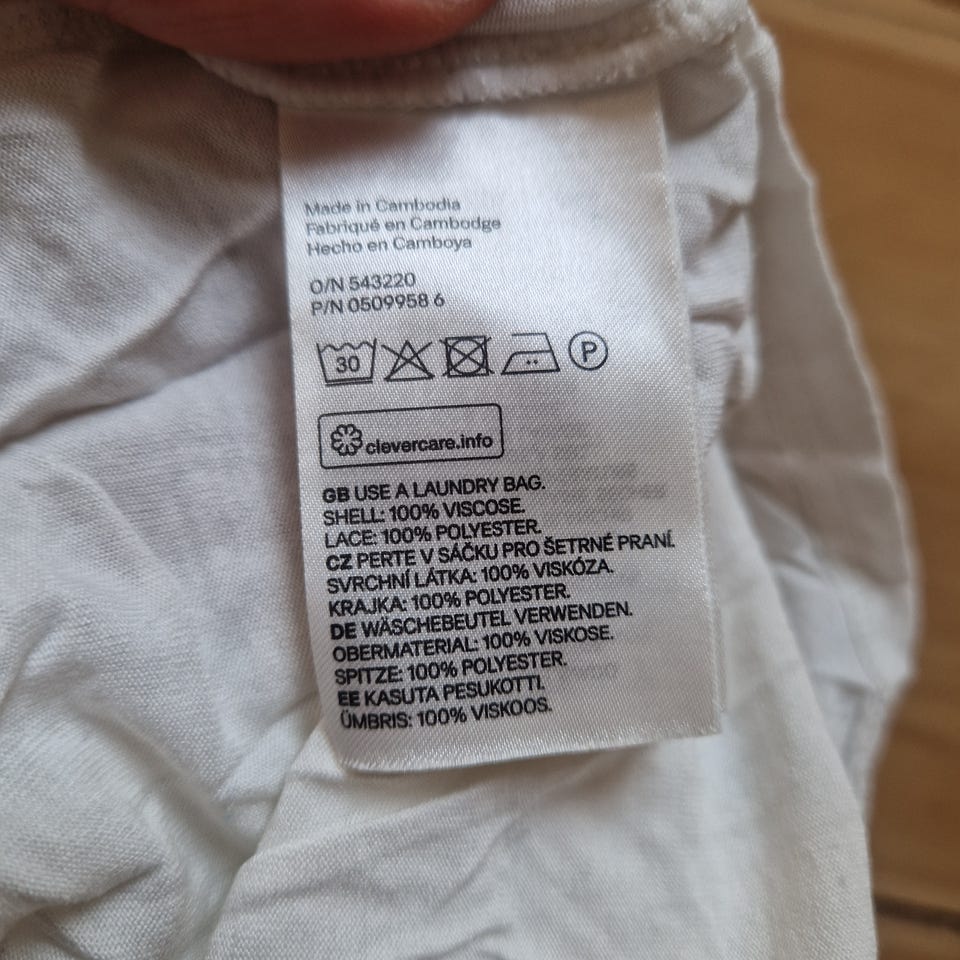 Made in Cambodia
Fabriqué en Cambodge
Hecho en Camboya
O/N 543220
P/N 0509958 6
30 P
clevercare.info
GB USE A LAUNDRY BAG.
SHELL: 100% VISCOSE.
LACE: 100% POLYESTER.
CZ PERTE V SÁČKU PRO ŠETRNÉ PRANÍ.
SVRCHNÍ LÁTKA: 100% VISKÓZA.
KRAJKA: 100% POLYESTER.
DE WÄSCHEBEUTEL VERWENDEN.
OBERMATERIAL: 100% VISKOSE.
SPITZE: 100% POLYESTER.
EE KASUTA PESUKOTTI.
ÜMBRIS: 100% VISKOOS.